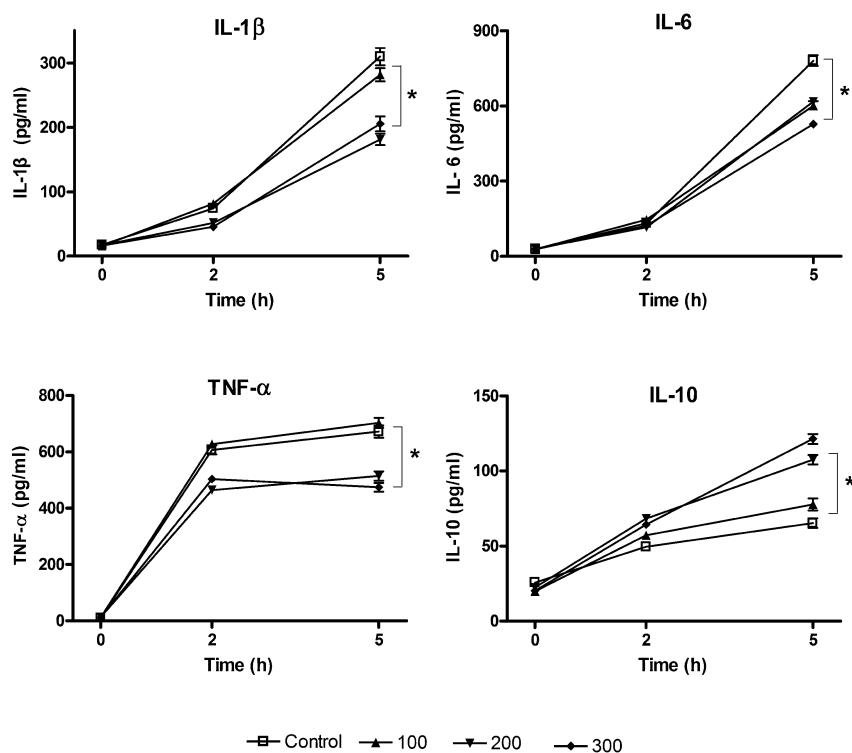 IL-1β
IL-1β (pg/ml)
300
200
100
0
*
0 2 5
Time (h)
IL-6
IL- 6 (pg/ml)
900
600
300
0
*
0 2 5
Time (h)
TNF-α
TNF-α (pg/ml)
800
600
400
200
0
*
0 2 5
Time (h)
IL-10
IL-10 (pg/ml)
150
100
50
0
*
0 2 5
Time (h)
Control 100 200 300